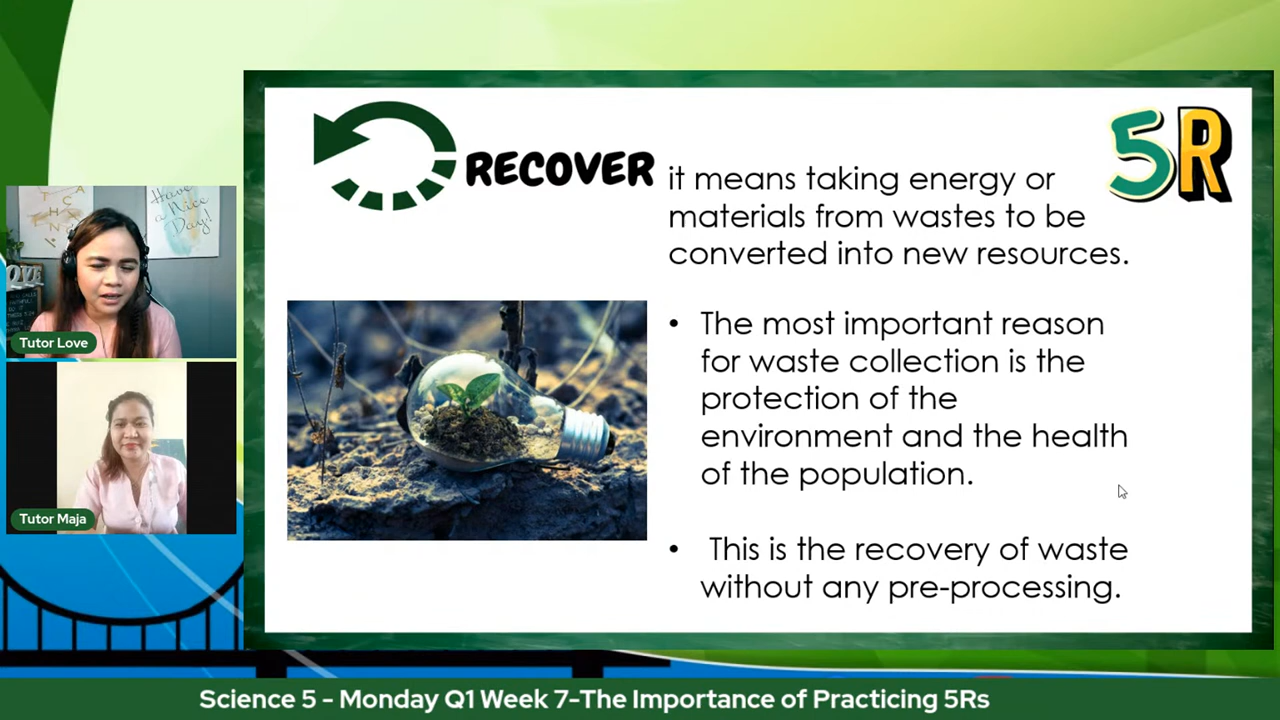 RECOVER
5R
it means taking energy or
materials from wastes to be
converted into new resources.
• The most important reason
for waste collection is the
protection of the
environment and the health
of the population.
• This is the recovery of waste
without any pre-processing.
Have
a Nice
Day!
Tutor Love
Tutor Maja
Science 5 - Monday Q1 Week 7-The Importance of Practicing 5Rs